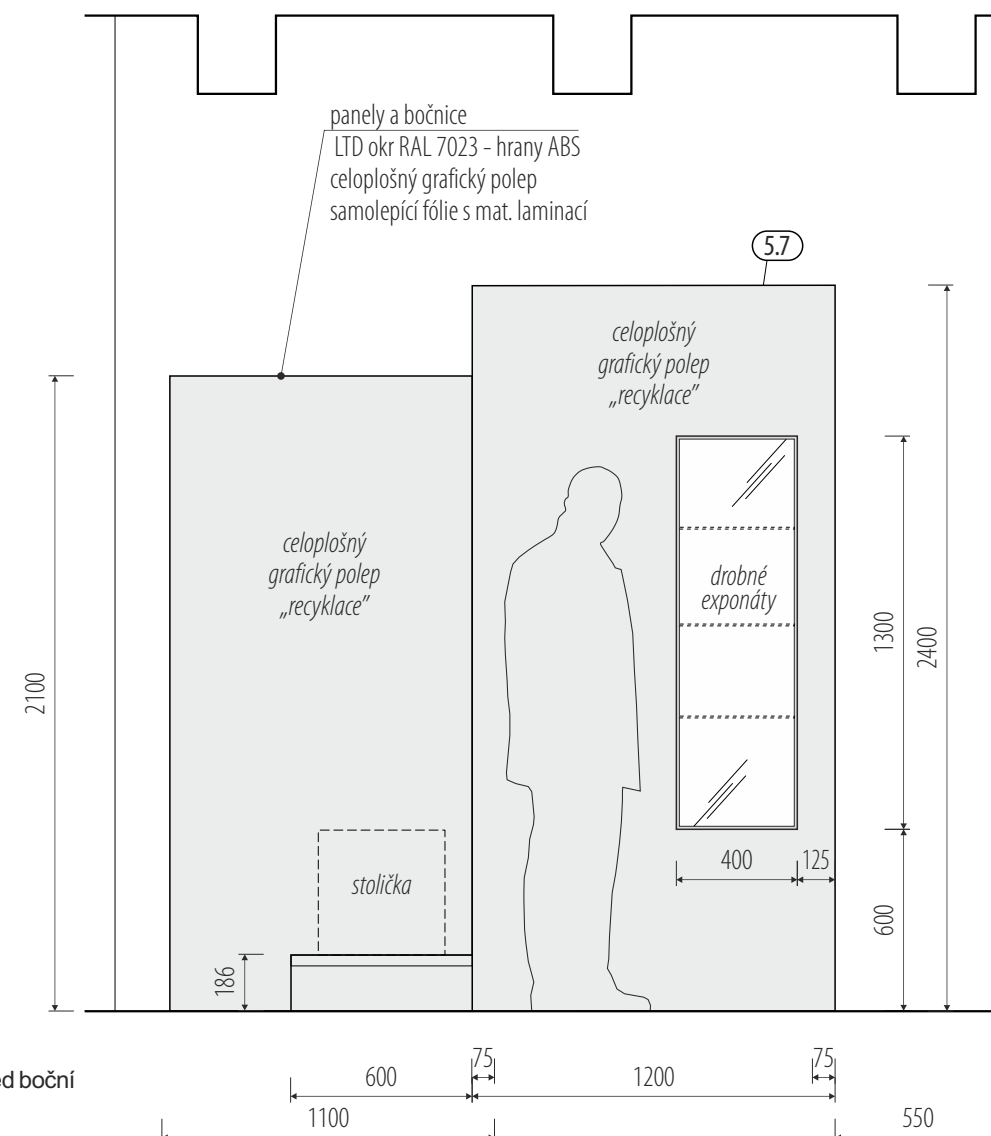 panely a bočnice
LTD okr RAL 7023 - hrany ABS
celoplošný grafický polep
samolepící fólie s mat. laminací
5.7
celoplošný
grafický polep
„recyklace”
celoplošný
grafický polep
„recyklace”
drobné
exponáty
stolička
2100
1300
2400
400
125
600
186
75
75
ed boční
600
1200
1100
550